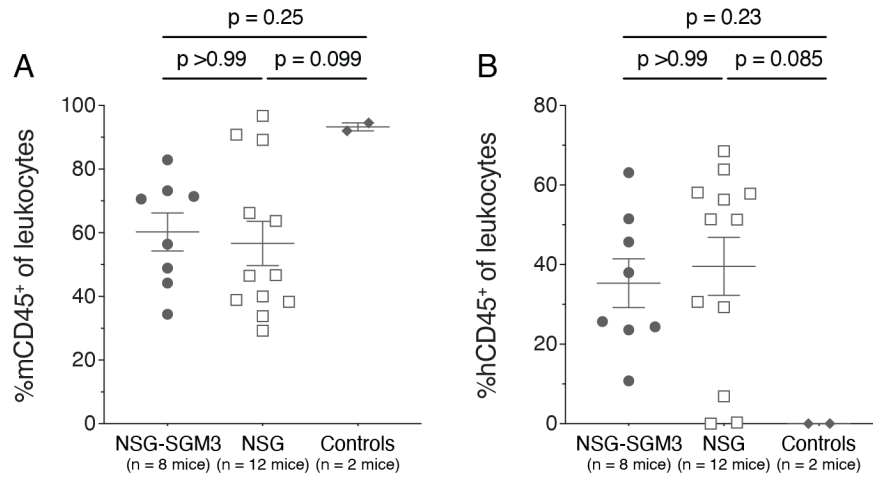 p = 0.25
A
p >0.99
p = 0.099
%mCD45+ of leukocytes
100
80
60
40
20
0
NSG-SGM3
NSG
Controls
(n = 8 mice)
(n = 12 mice)
(n = 2 mice)
p = 0.23
B
p >0.99
p = 0.085
%hCD45+ of leukocytes
80
60
40
20
0
NSG-SGM3
NSG
Controls
(n = 8 mice)
(n = 12 mice)
(n = 2 mice)